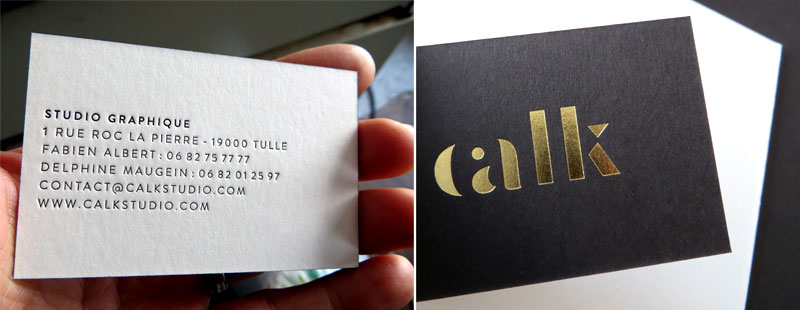 STUDIO GRAPHIQUE
1 RUE ROC LA PIERRE - 19000 TULLE
FABIEN ALBERT : 06 82 75 77 77
DELPHINE MAUGEIN : 06 82 01 25 97
CONTACT@CALKSTUDIO.COM
WWW.CALKSTUDIO.COM
calk